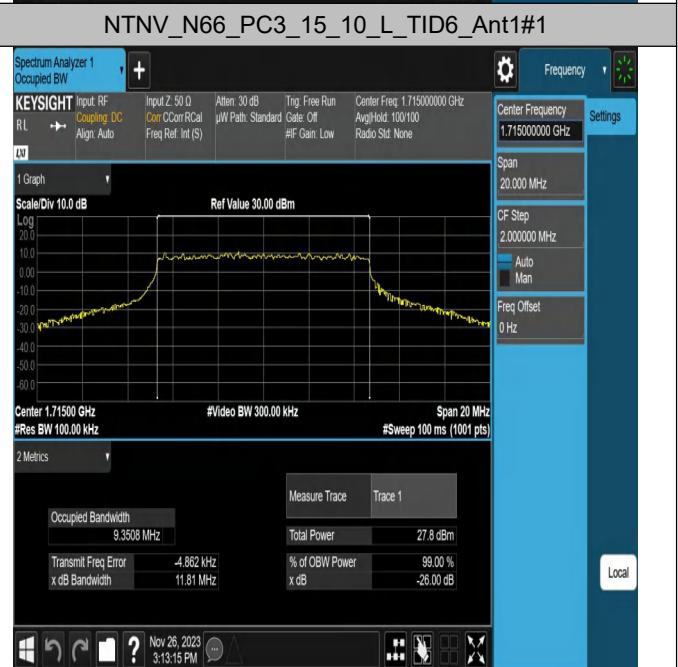 NTNV_N66_PC3_15_10_L_TID6_Ant1#1
Spectrum Analyzer 1
Occupied BW
+
Frequency
KEYSIGHT
RL
LXI
Input: RF
Coupling: DC
Align: Auto
Input Z: 50 Ω
Corr CCorr RCal
Freq Ref: Int (S)
Atten: 30 dB
µW Path: Standard
Trig: Free Run
Gate: Off
#IF Gain: Low
Center Freq: 1.715000000 GHz
Avg|Hold: 100/100
Radio Std: None
Center Frequency
1.715000000 GHz
Settings
Span
20.000 MHz
CF Step
2.000000 MHz
Auto
Man
Freq Offset
0 Hz
1 Graph
Scale/Div 10.0 dB
Ref Value 30.00 dBm
Log
20.0
10.0
0.00
-10.0
-20.0
-30.0
-40.0
-50.0
-60.0
Center 1.71500 GHz
#Video BW 300.00 kHz
Span 20 MHz
#Res BW 100.00 kHz
#Sweep 100 ms (1001 pts)
2 Metrics
Measure Trace Trace 1
Occupied Bandwidth
9.3508 MHz
Total Power 27.8 dBm
Transmit Freq Error -4.862 kHz
% of OBW Power 99.00 %
x dB Bandwidth 11.81 MHz
x dB -26.00 dB
Local
?
Nov 26, 2023
3:13:15 PM